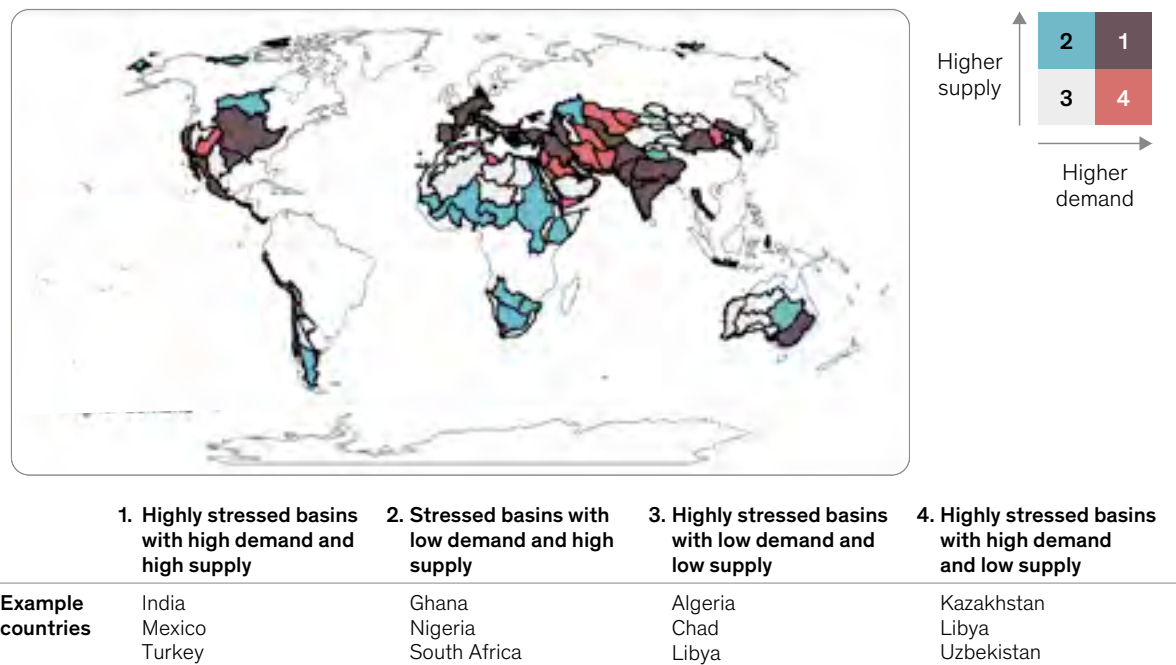 Higher
supply
2 1
3 4
Higher
demand
1. Highly stressed basins
with high demand and
high supply
2. Stressed basins with
low demand and high
supply
3. Highly stressed basins
with low demand and
low supply
4. Highly stressed basins
with high demand
and low supply
Example
countries
India
Mexico
Turkey
Ghana
Nigeria
South Africa
Algeria
Chad
Libya
Kazakhstan
Libya
Uzbekistan